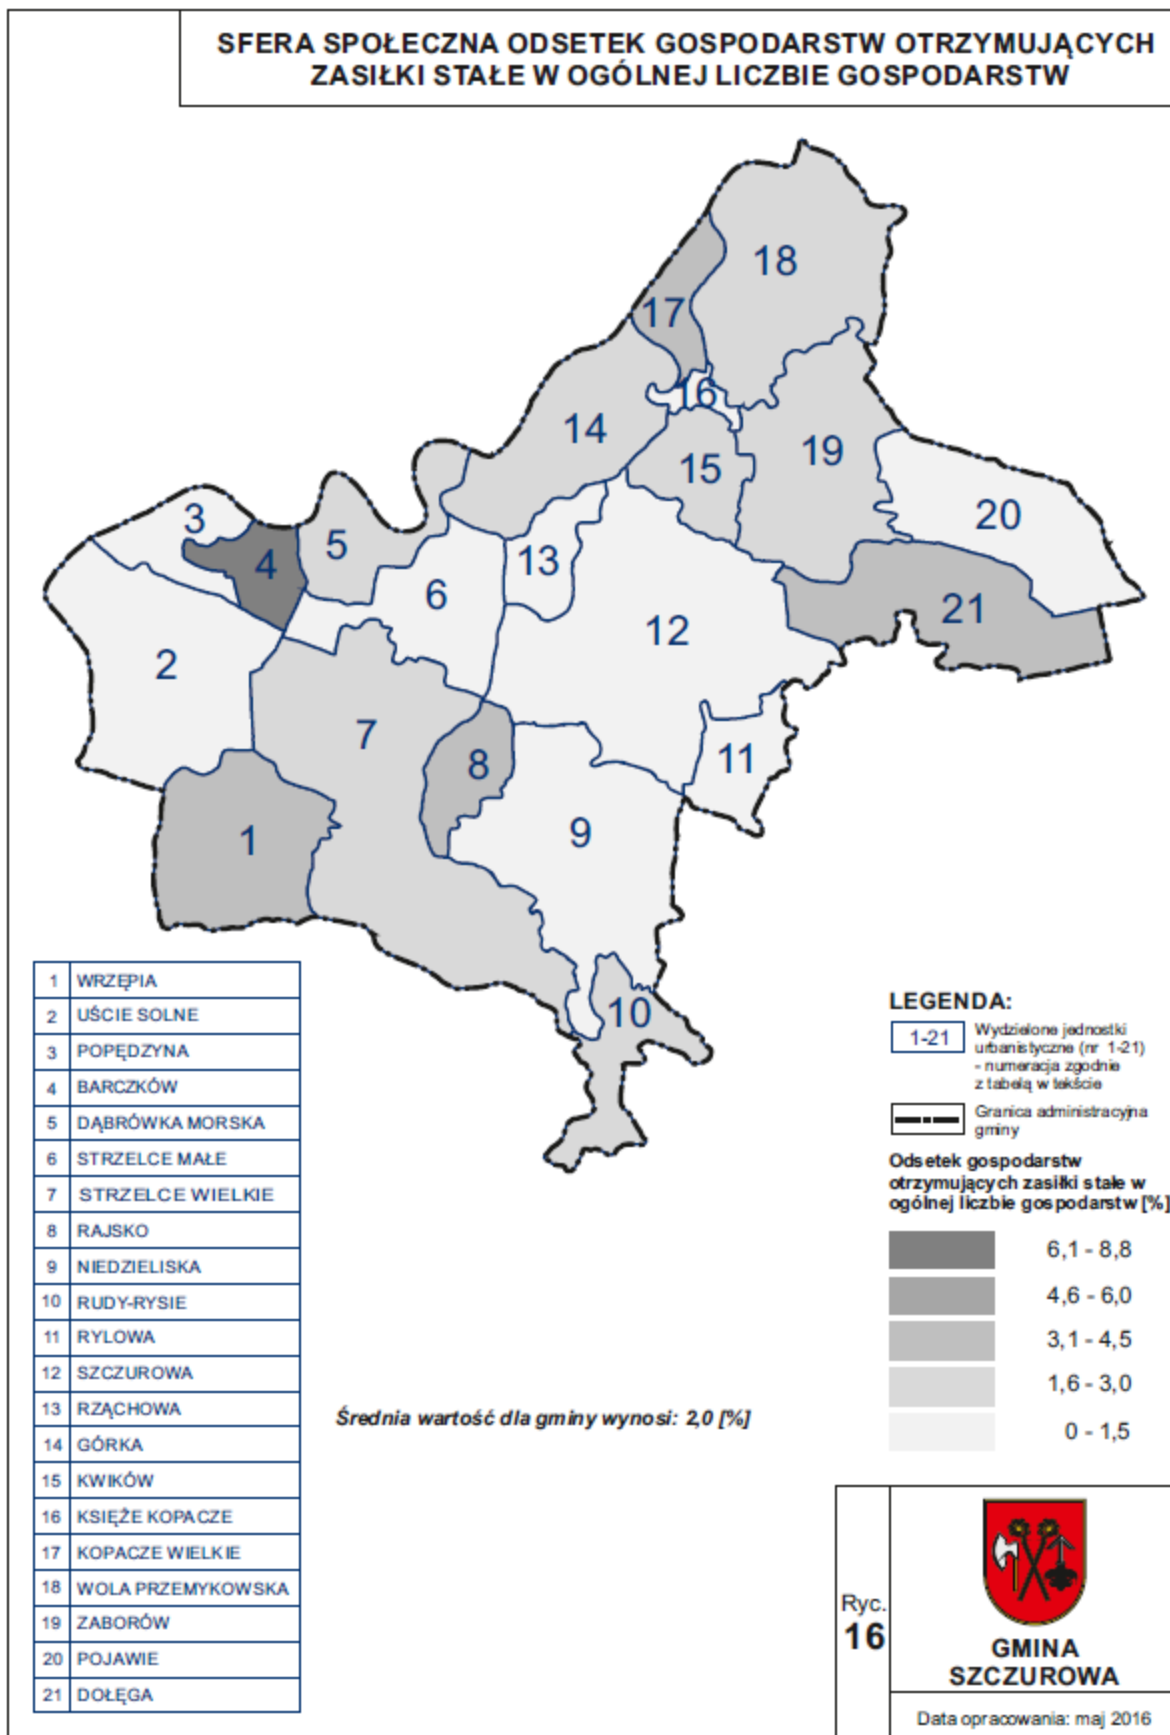 SFERA SPOŁECZNA ODSETEK GOSPODARSTW OTRZYMUJĄCYCH
ZASIŁKI STAŁE W OGÓLNEJ LICZBIE GOSPODARSTW
18
17
16
14
19
15
3
20
5
4
13
6
21
12
2
7
11
8
9
1
10
1 WRZĘPIA
2 UŚCIE SOLNE
3 POPĘDZYNA
4 BARCZKÓW
5 DĄBRÓWKA MORSKA
6 STRZELCE MAŁE
7 STRZELCE WIELKIE
8 RAJSKO
9 NIEDZIELISKA
10 RUDY-RYSIE
11 RYLOWA
12 SZCZUROWA
13 RZĄCHOWA
14 GÓRKA
15 KWIKÓW
16 KSIĘŻE KOPACZE
17 KOPACZE WIELKIE
18 WOLA PRZEMYKOWSKA
19 ZABORÓW
20 POJAWIE
21 DOŁĘGA
Średnia wartość dla gminy wynosi: 2,0 [%]
LEGENDA:
1-21
Wydzielone jednostki
urbanistyczne (nr 1-21)
- numeracja zgodnie
z tabelą w tekście
Granica administracyjna
gminy
Odsetek gospodarstw
otrzymujących zasiłki stałe w
ogólnej liczbie gospodarstw [%]
6,1 - 8,8
4,6 - 6,0
3,1 - 4,5
1,6 - 3,0
0 - 1,5
Ryc.
16
GMINA
SZCZUROWA
Data opracowania: maj 2016